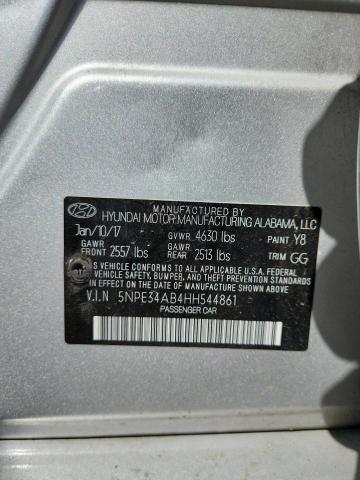 MANUFACTURED BY
HYUNDAI MOTOR MANUFACTURING ALABAMA, LLC
Jan/10/17 GVWR 4630 lbs PAINT Y8
GAWR FRONT 2557 lbs GAWR REAR 2513 lbs TRIM GG
THIS VEHICLE CONFORMS TO ALL APPLICABLE U.S.A. FEDERAL MOTOR VEHICLE
SAFETY, BUMPER, AND THEFT PREVENTION STANDARDS IN EFFECT
ON THE DATE OF MANUFACTURE SHOWN ABOVE.
V.I.N 5NPE34AB4HH544861
PASSENGER CAR